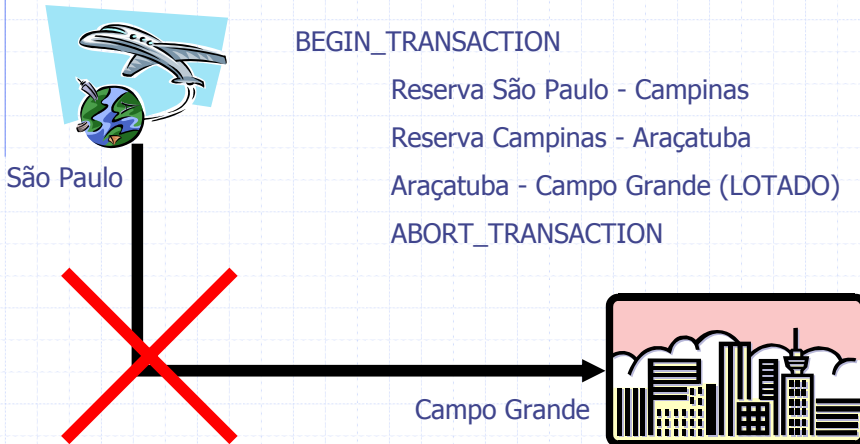 BEGIN_TRANSACTION
Reserva São Paulo - Campinas
Reserva Campinas - Araçatuba
São Paulo
Araçatuba - Campo Grande (LOTADO)
ABORT_TRANSACTION
Campo Grande